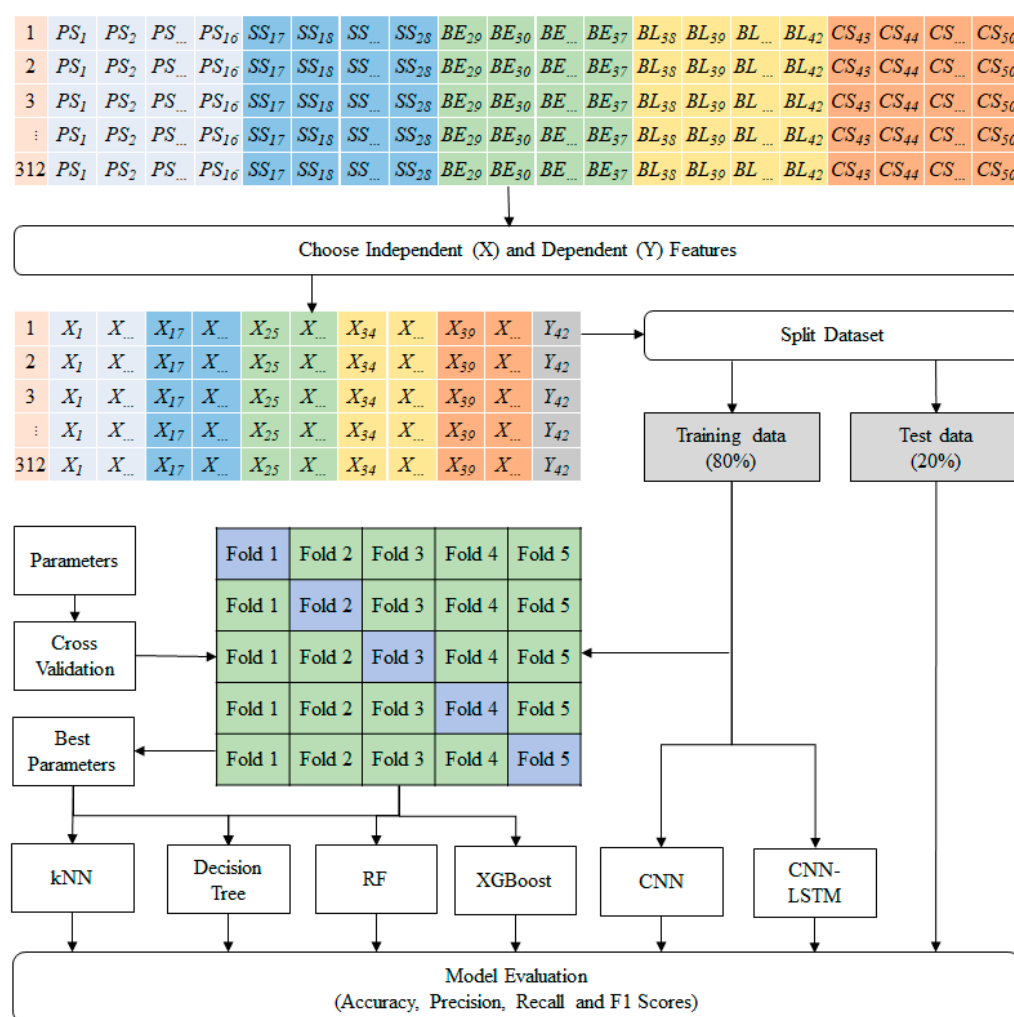 1 PS1 PS2 PS... PS16 SS17 SS18 SS... SS28 BE29 BE30 BE... BE37 BL38 BL39 BL... BL42 CS43 CS44 CS... CS50
2 PS1 PS2 PS... PS16 SS17 SS18 SS... SS28 BE29 BE30 BE... BE37 BL38 BL39 BL... BL42 CS43 CS44 CS... CS50
3 PS1 PS2 PS... PS16 SS17 SS18 SS... SS28 BE29 BE30 BE... BE37 BL38 BL39 BL... BL42 CS43 CS44 CS... CS50
⋮ PS1 PS2 PS... PS16 SS17 SS18 SS... SS28 BE29 BE30 BE... BE37 BL38 BL39 BL... BL42 CS43 CS44 CS... CS50
312 PS1 PS2 PS... PS16 SS17 SS18 SS... SS28 BE29 BE30 BE... BE37 BL38 BL39 BL... BL42 CS43 CS44 CS... CS50
Choose Independent (X) and Dependent (Y) Features
1 X1 X... X17 X... X25 X... X34 X... X39 X... Y42
2 X1 X... X17 X... X25 X... X34 X... X39 X... Y42
3 X1 X... X17 X... X25 X... X34 X... X39 X... Y42
⋮ X1 X... X17 X... X25 X... X34 X... X39 X... Y42
312 X1 X... X17 X... X25 X... X34 X... X39 X... Y42
Split Dataset
Training data
(80%)
Test data
(20%)
Parameters
Cross
Validation
Best
Parameters
Fold 1 Fold 2 Fold 3 Fold 4 Fold 5
Fold 1 Fold 2 Fold 3 Fold 4 Fold 5
Fold 1 Fold 2 Fold 3 Fold 4 Fold 5
Fold 1 Fold 2 Fold 3 Fold 4 Fold 5
Fold 1 Fold 2 Fold 3 Fold 4 Fold 5
kNN
Decision
Tree
RF
XGBoost
CNN
CNN-
LSTM
Model Evaluation
(Accuracy, Precision, Recall and F1 Scores)